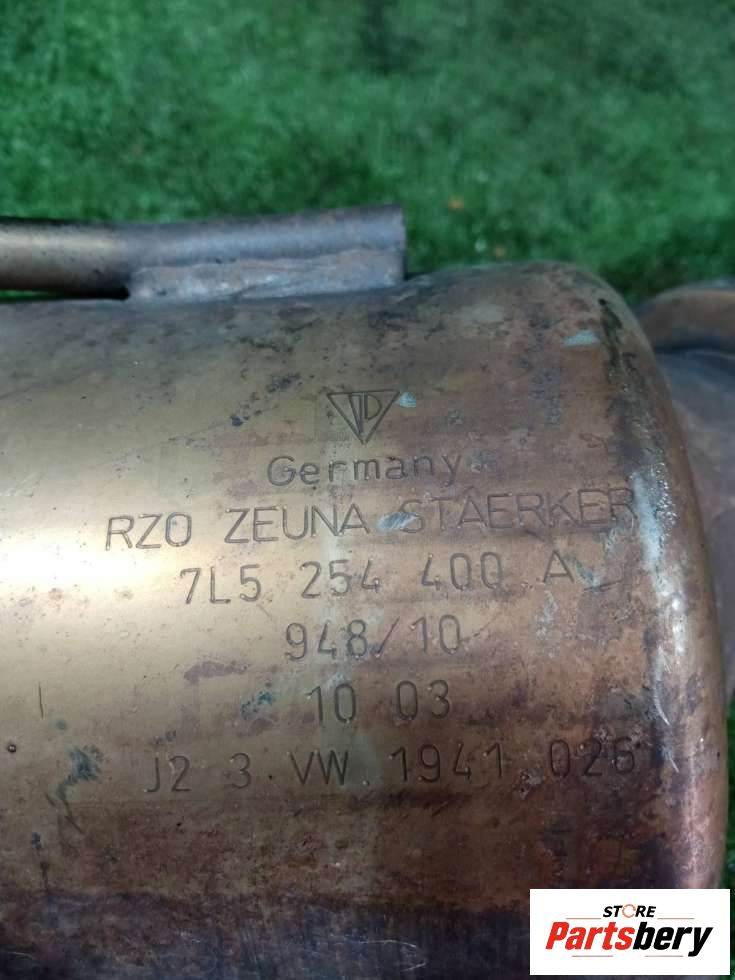 Germany
RZO ZEUNA STAERKER
7L5 254 400 A
948/10
10 03
J2 3 VW. 1941 026
STORE
Partsbery